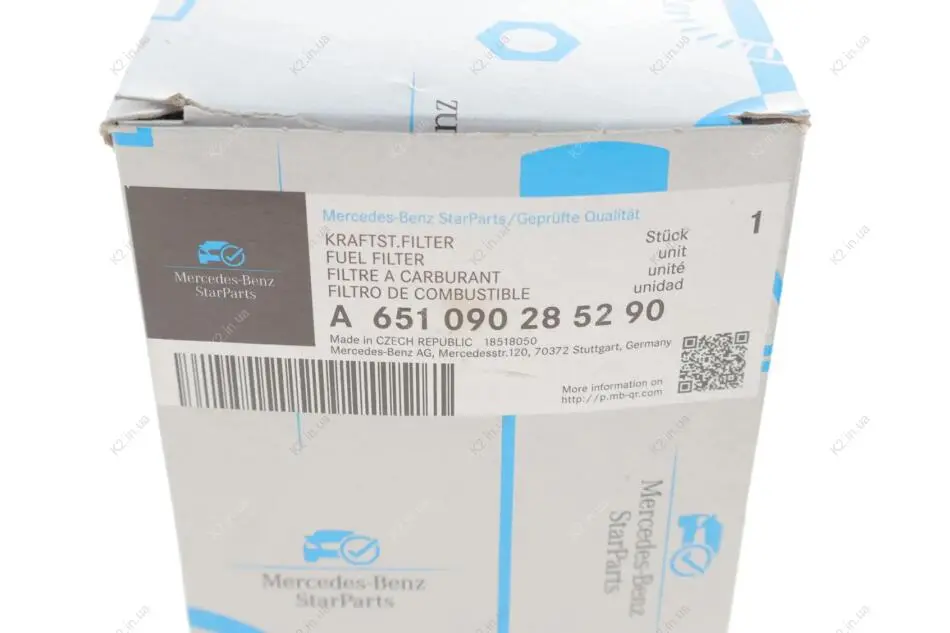 zu
Mercedes-Benz StarParts/Geprüfte Qualität
1
KRAFTST.FILTER
Stück
FUEL FILTER
unit
FILTRE A CARBURANT
unité
FILTRO DE COMBUSTIBLE
unidad
A 651 090 28 52 90
Made in CZECH REPUBLIC 18518050
Mercedes-Benz AG, Mercedesstr.120, 70372 Stuttgart, Germany
More information on
http://p.mb-qr.com
Mercedes-Benz
StarParts
Mercedes-Benz
StarParts
Mercedes-Benz
StarParts
K2.in.ua